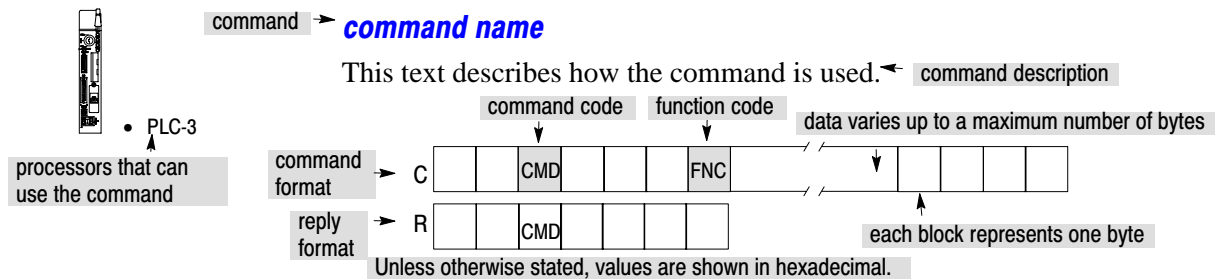 command
command name
This text describes how the command is used.
command description
• PLC-3
processors that can
use the command
command code
function code
data varies up to a maximum number of bytes
command
format
C
CMD
FNC
reply
format
R
CMD
each block represents one byte
Unless otherwise stated, values are shown in hexadecimal.